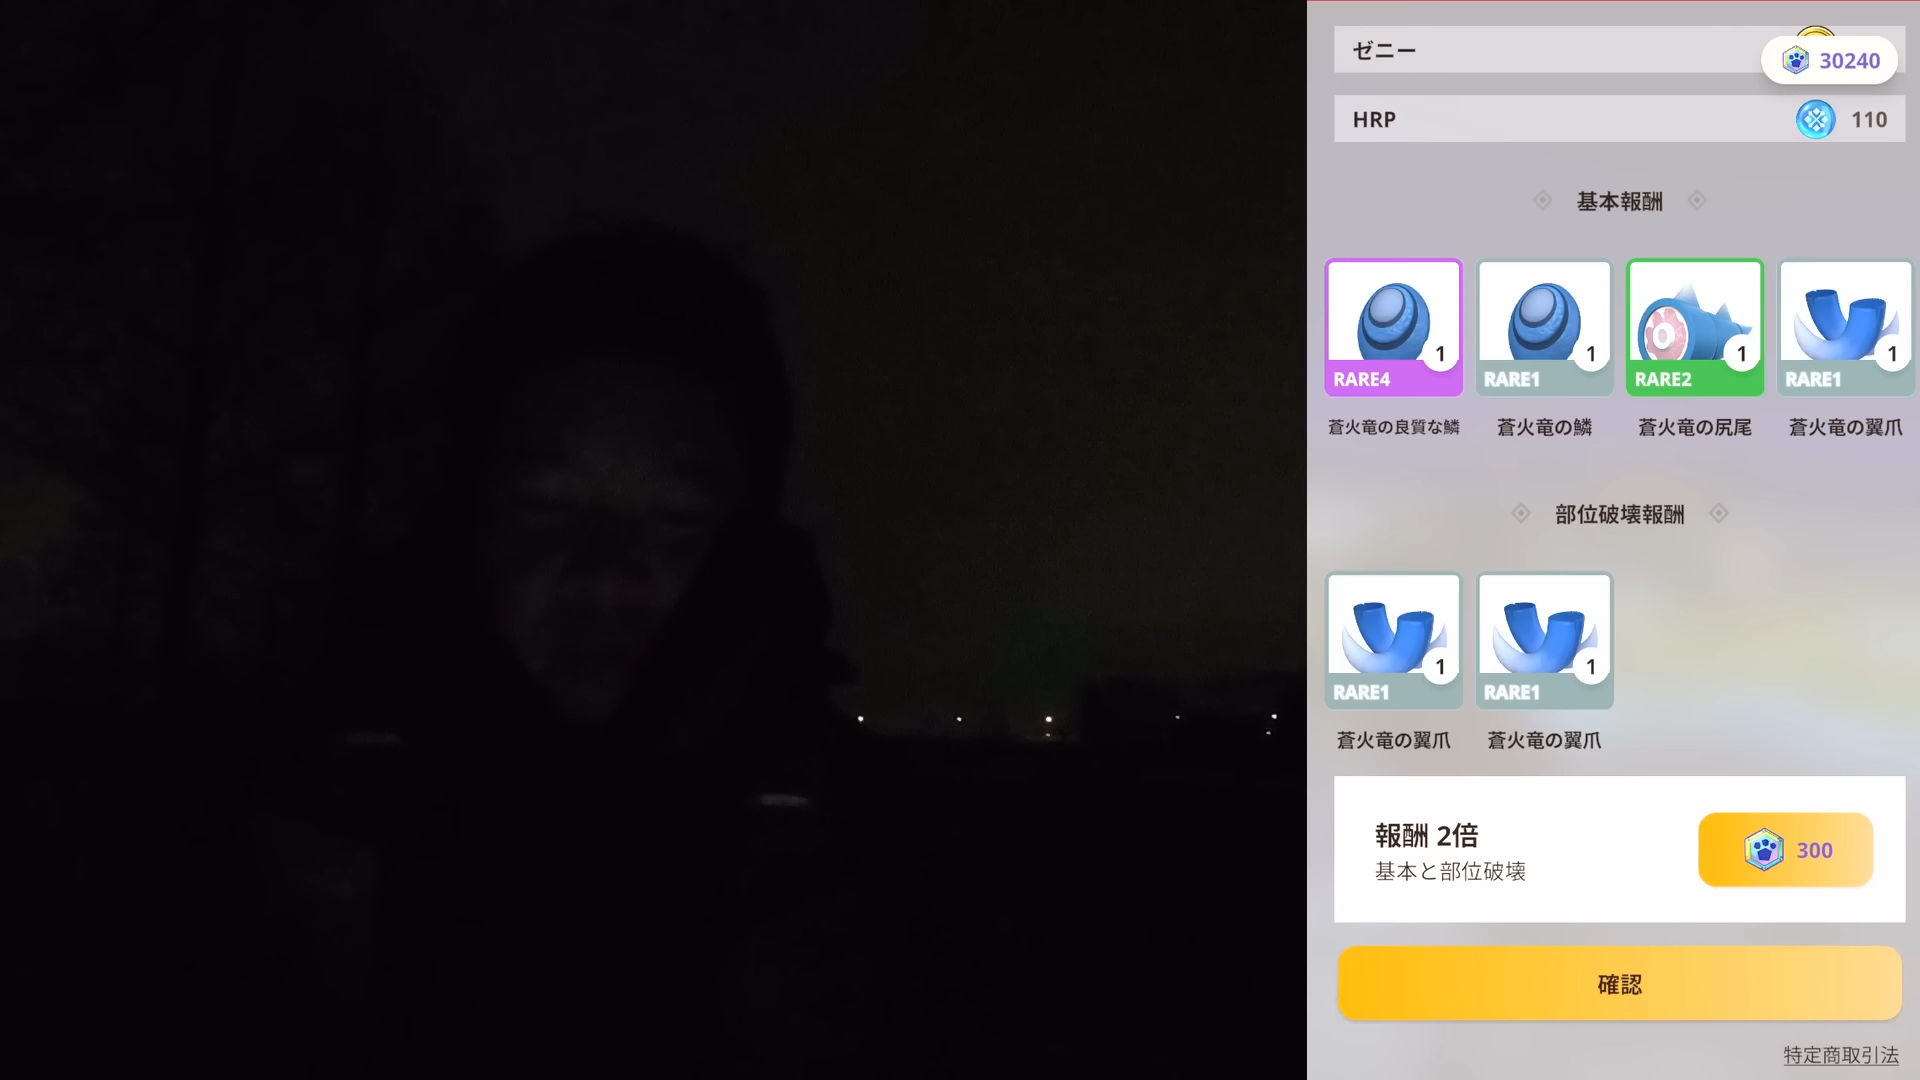 ゼニー
30240
HRP 110
基本報酬
1 1 1 1
RARE4 RARE1 RARE2 RARE1
蒼火竜の良質な鱗 蒼火竜の鱗 蒼火竜の尻尾 蒼火竜の翼爪
部位破壊報酬
1 1
RARE1 RARE1
蒼火竜の翼爪 蒼火竜の翼爪
報酬 2倍
基本と部位破壊
300
確認
特定商取引法